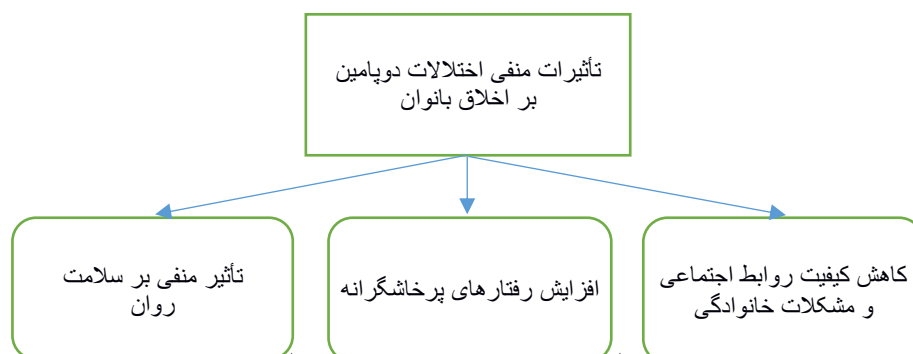 تأثیرات منفی اختلالات دوپامین
بر اخلاق بانوان
کاهش کیفیت روابط اجتماعی
و مشکلات خانوادگی
افزایش رفتارهای پرخاشگرانه
تأثیر منفی بر سلامت
روان